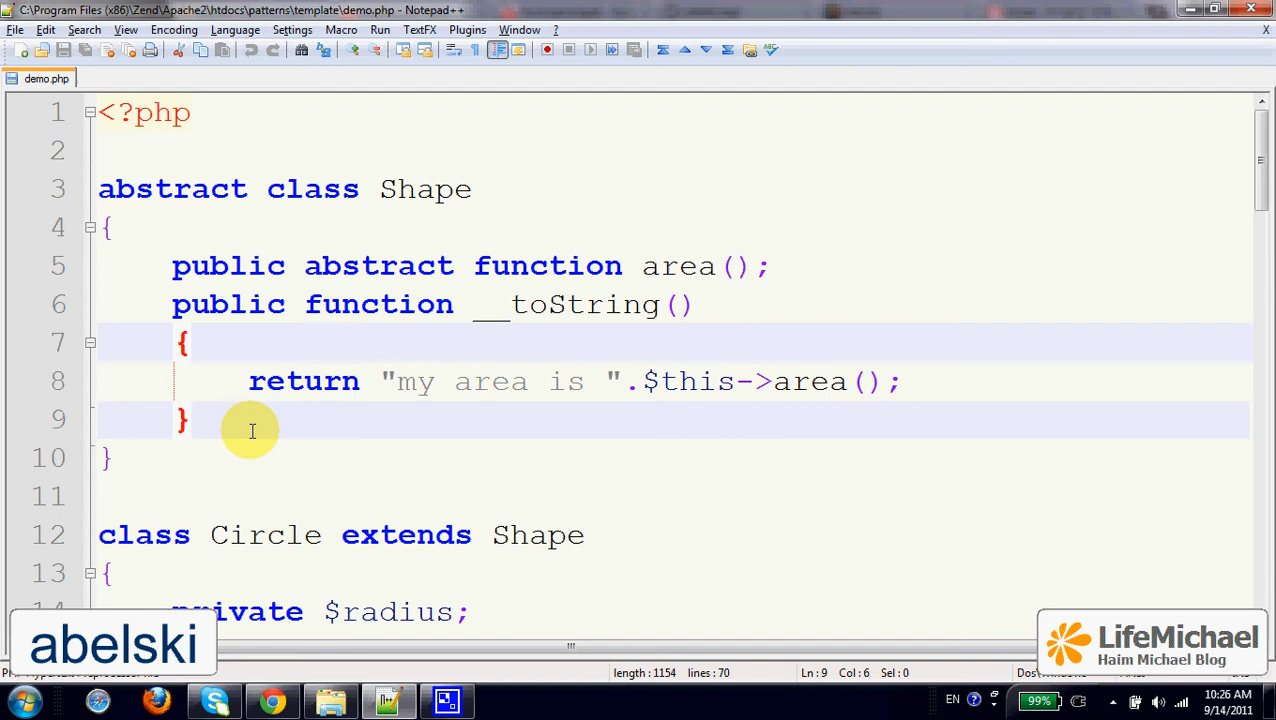 C:\Program Files (x86)\Zend\Apache2\htdocs\patterns\template\demo.php - Notepad++
File Edit Search View Encoding Language Settings Macro Run TextFX Plugins Window ? X
demo.php
1 <?php
2
3 abstract class Shape
4 {
5 public abstract function area();
6 public function __toString()
7 {
8 return "my area is ".$this->area();
9 }
10 }
11
12 class Circle extends Shape
13 {
14 private $radius;
abelski
LifeMichael
Haim Michael Blog
length : 1154 lines : 70 Ln : 9 Col : 6 Sel : 0
EN 99% 10:26 AM
9/14/2011